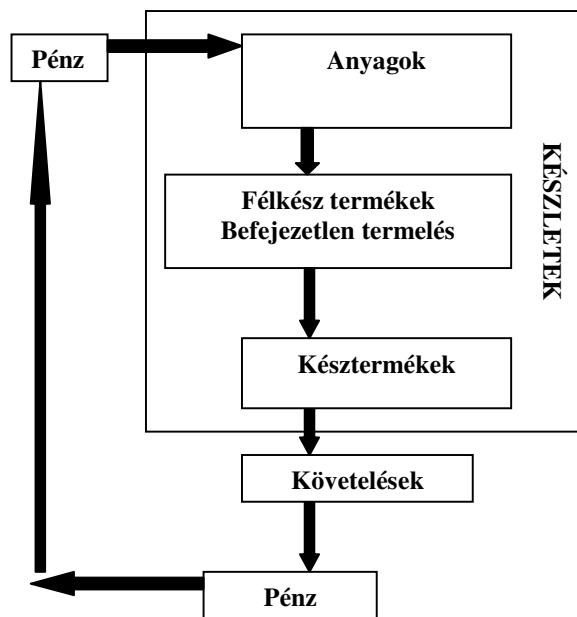 Pénz
Anyagok
Félkész termékek
Befejezetlen termelés
KÉSZLETEK
Késztermékek
Követelések
Pénz